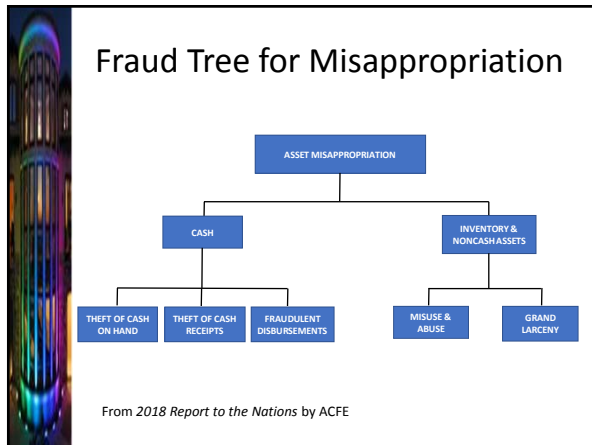 Fraud Tree for Misappropriation
ASSET MISAPPROPRIATION
CASH
INVENTORY &
NONCASH ASSETS
THEFT OF CASH
ON HAND
THEFT OF CASH
RECEIPTS
FRAUDULENT
DISBURSEMENTS
MISUSE &
ABUSE
GRAND
LARCENY
From 2018 Report to the Nations by ACFE